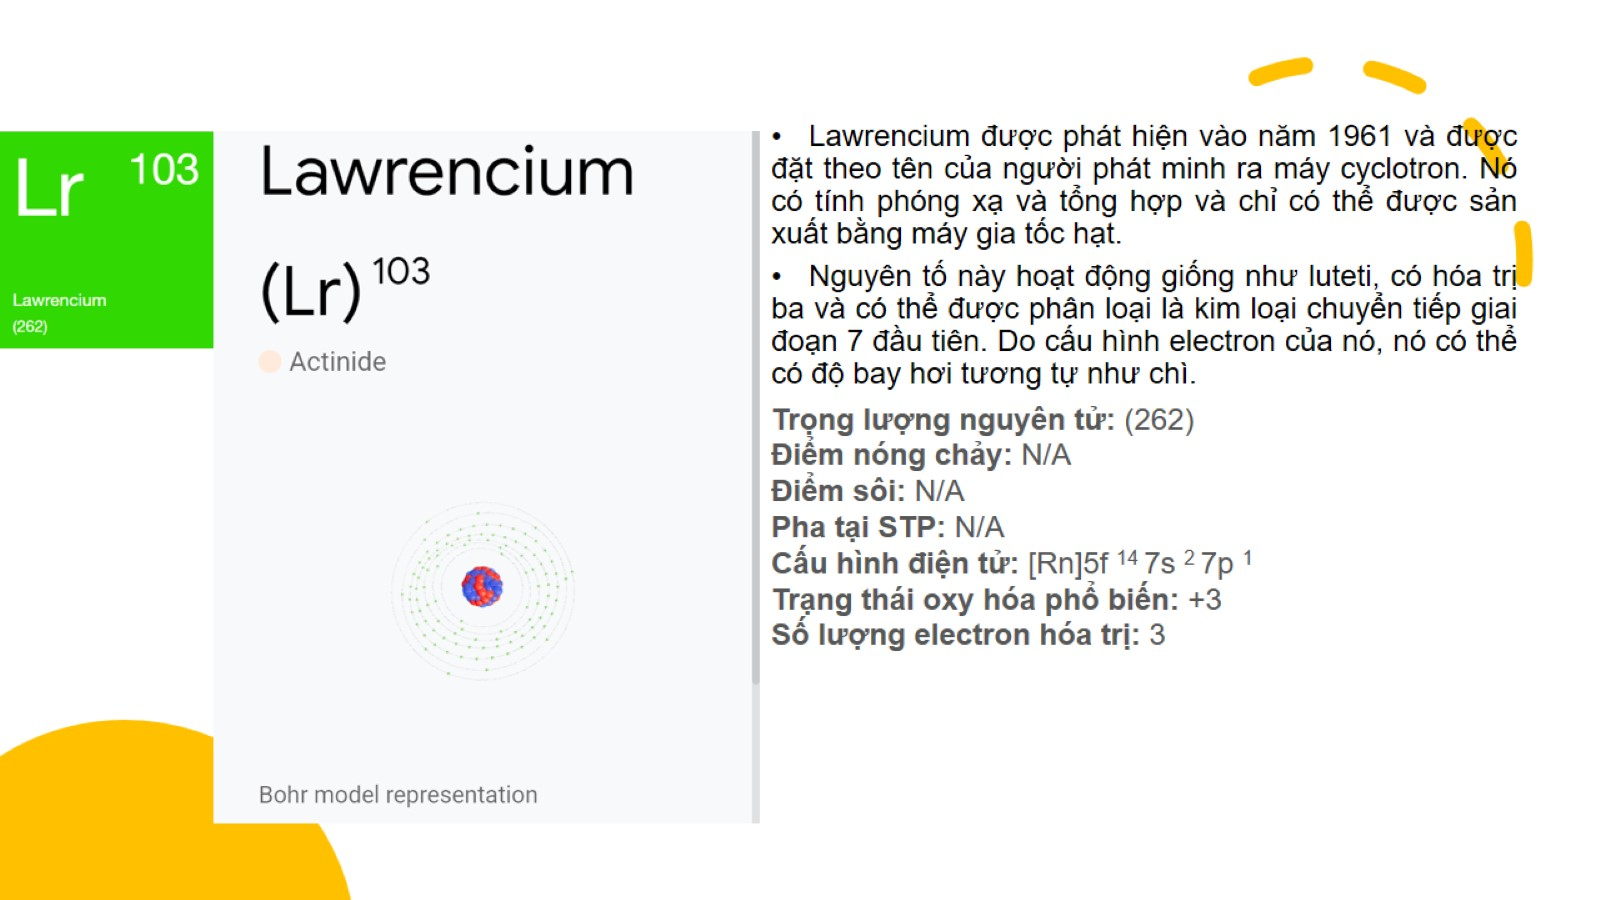 Lr 103
Lawrencium
(262)
Lawrencium
(Lr) 103
Actinide
Bohr model representation
• Lawrencium được phát hiện vào năm 1961 và được
đặt theo tên của người phát minh ra máy cyclotron. Nó
có tính phóng xạ và tổng hợp và chỉ có thể được sản
xuất bằng máy gia tốc hạt.
• Nguyên tố này hoạt động giống như luteti, có hóa trị
ba và có thể được phân loại là kim loại chuyển tiếp giai
đoạn 7 đầu tiên. Do cấu hình electron của nó, nó có thể
có độ bay hơi tương tự như chì.
Trọng lượng nguyên tử: (262)
Điểm nóng chảy: N/A
Điểm sôi: N/A
Pha tại STP: N/A
Cấu hình điện tử: [Rn]5f 14 7s 2 7p 1
Trạng thái oxy hóa phổ biến: +3
Số lượng electron hóa trị: 3